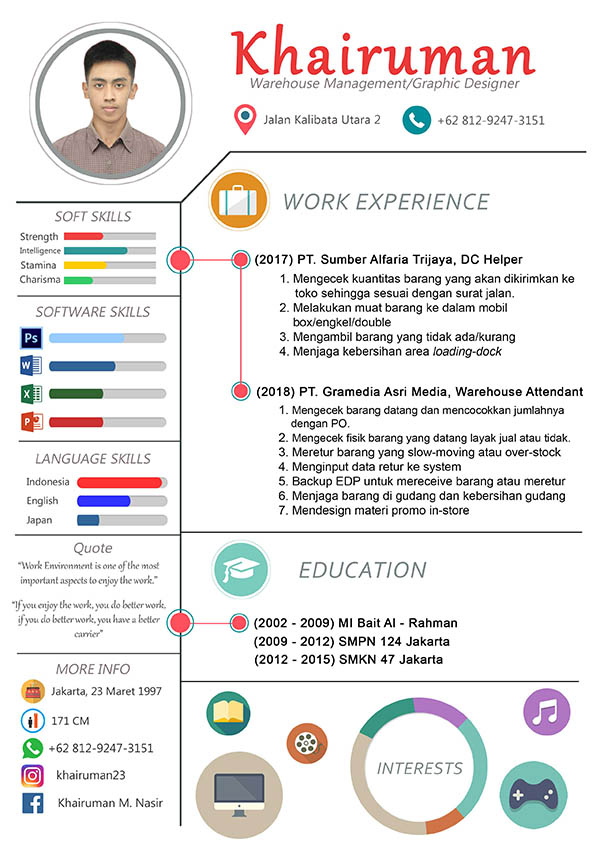 Khairuman
Warehouse Management/Graphic Designer
Jalan Kalibata Utara 2
+62 812-9247-3151
SOFT SKILLS
Strength
Intelligence
Stamina
Charisma
SOFTWARE SKILLS
Ps
W
X
P
LANGUAGE SKILLS
Indonesia
English
Japan
Quote
“Work Environment is one of the most
important aspects to enjoy the work.”
“If you enjoy the work, you do better work,
if you do better work, you have a better
carrier”
MORE INFO
Jakarta, 23 Maret 1997
171 CM
+62 812-9247-3151
khairuman23
Khairuman M. Nasir
WORK EXPERIENCE
(2017) PT. Sumber Alfaria Trijaya, DC Helper
1. Mengecek kuantitas barang yang akan dikirimkan ke
toko sehingga sesuai dengan surat jalan.
2. Melakukan muat barang ke dalam mobil
box/engkel/double
3. Mengambil barang yang tidak ada/kurang
4. Menjaga kebersihan area loading-dock
(2018) PT. Gramedia Asri Media, Warehouse Attendant
1. Mengecek barang datang dan mencocokkan jumlahnya
dengan PO.
2. Mengecek fisik barang yang datang layak jual atau tidak.
3. Meretur barang yang slow-moving atau over-stock
4. Menginput data retur ke system
5. Backup EDP untuk mereceive barang atau meretur
6. Menjaga barang di gudang dan kebersihan gudang
7. Mendesign materi promo in-store
EDUCATION
(2002 - 2009) MI Bait Al - Rahman
(2009 - 2012) SMPN 124 Jakarta
(2012 - 2015) SMKN 47 Jakarta
INTERESTS